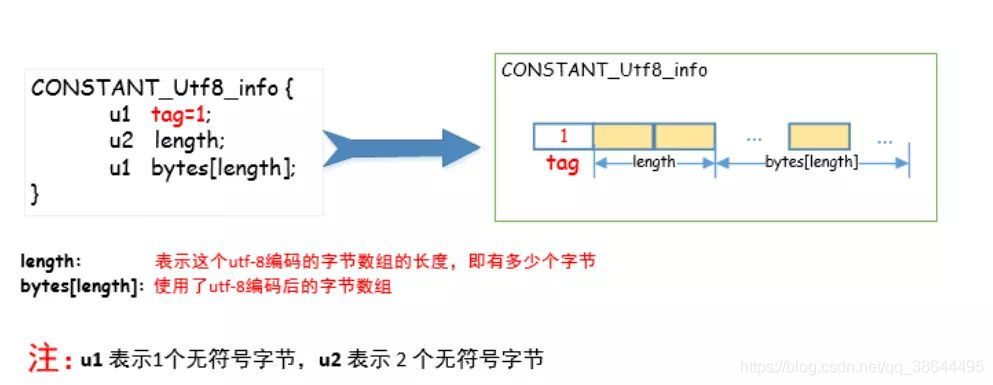 CONSTANT_Utf8_info {
u1 tag=1;
u2 length;
u1 bytes[length];
}
CONSTANT_Utf8_info
1 ... ...
tag length bytes[length]
length: 表示这个utf-8编码的字节数组的长度，即有多少个字节
bytes[length]: 使用了utf-8编码后的字节数组
注: u1 表示1个无符号字节，u2 表示 2 个无符号字节
https://blog.csdn.net/qq_38644495